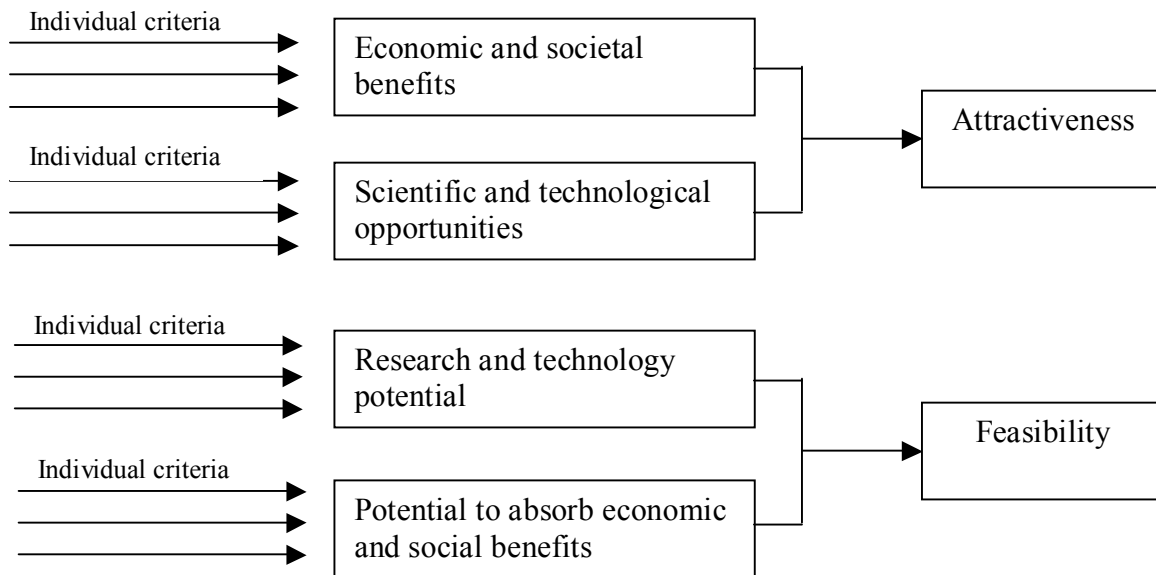 Individual criteria
Economic and societal
benefits
Attractiveness
Individual criteria
Scientific and technological
opportunities
Individual criteria
Research and technology
potential
Feasibility
Individual criteria
Potential to absorb economic
and social benefits